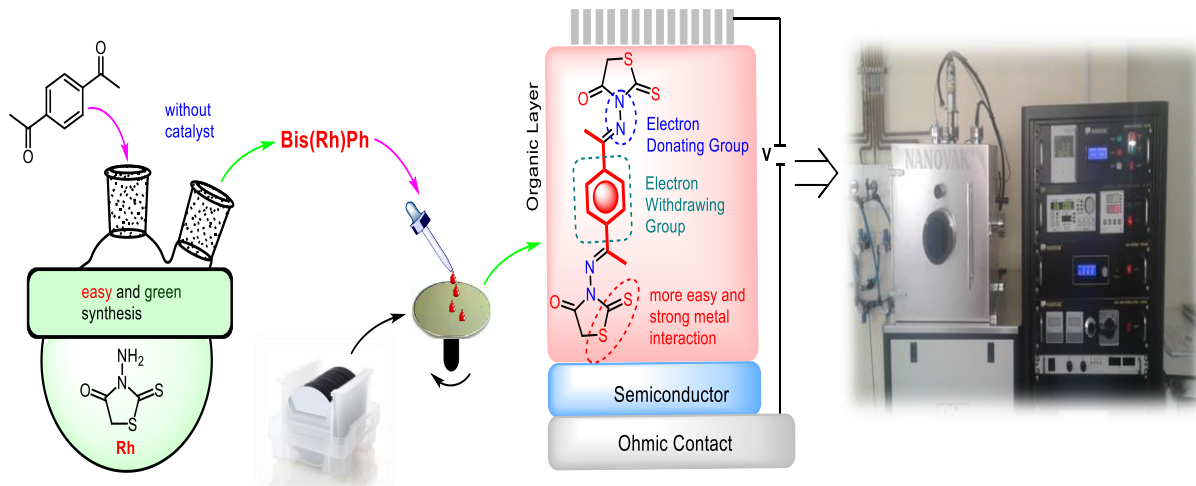 O
O
without
catalyst
Bis(Rh)Ph
easy and green
synthesis
NH₂
N
O
S
S
Rh
Organic Layer
S
O
N
S
N
Electron
Donating Group
Electron
Withdrawing
Group
N
O
N
S
S
more easy and
strong metal
interaction
Semiconductor
Ohmic Contact
V
NANOVAK